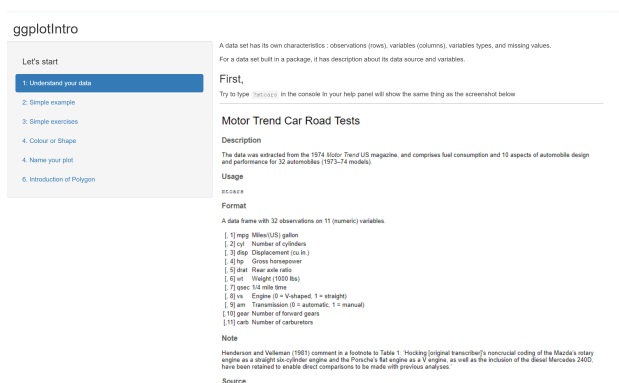 ggplotIntro
Let's start
1: Understand your data
2: Simple example
3: Simple exercises
4. Colour or Shape
4. Name your plot
6. Introduction of Polygon
A data set has its own characteristics : observations (rows), variables (columns), variables types, and missing values.
For a data set built in a package, it has description about its data source and variables.
First,
Try to type ?mtcars in the console In your help panel will show the same thing as the screenshot below
Motor Trend Car Road Tests
Description
The data was extracted from the 1974 Motor Trend US magazine, and comprises fuel consumption and 10 aspects of automobile design
and performance for 32 automobiles (1973–74 models).
Usage
mtcars
Format
A data frame with 32 observations on 11 (numeric) variables.
[, 1] mpg Miles/(US) gallon
[, 2] cyl Number of cylinders
[, 3] disp Displacement (cu.in.)
[, 4] hp Gross horsepower
[, 5] drat Rear axle ratio
[, 6] wt Weight (1000 lbs)
[, 7] qsec 1/4 mile time
[, 8] vs Engine (0 = V-shaped, 1 = straight)
[, 9] am Transmission (0 = automatic, 1 = manual)
[,10] gear Number of forward gears
[,11] carb Number of carburetors
Note
Henderson and Velleman (1981) comment in a footnote to Table 1: 'Hocking [original transcriber]'s noncrucial coding of the Mazda's rotary
engine as a straight six-cylinder engine and the Porsche's flat engine as a V engine, as well as the inclusion of the diesel Mercedes 240D,
have been retained to enable direct comparisons to be made with previous analyses.'
Source